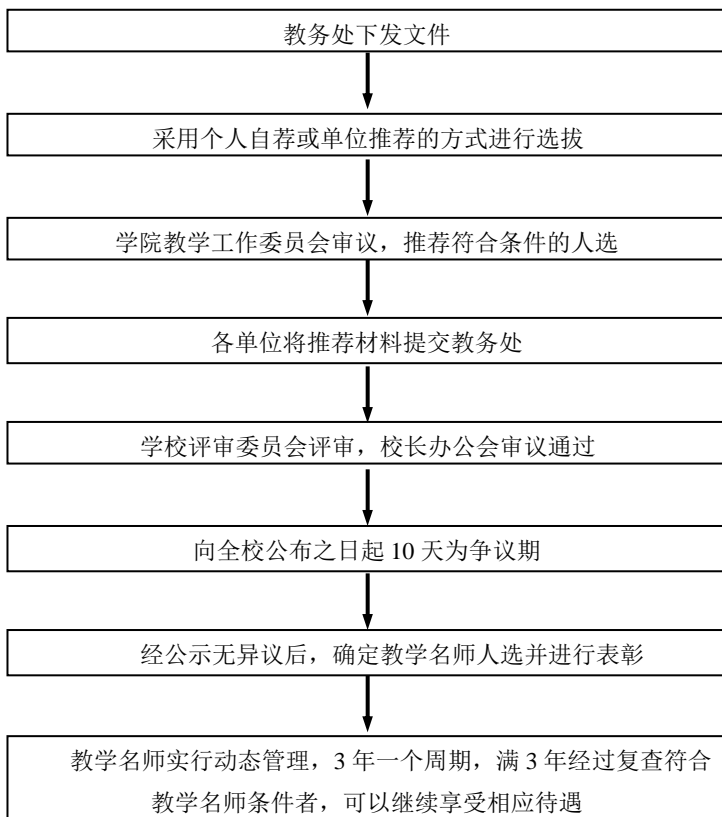 教务处下发文件
采用个人自荐或单位推荐的方式进行选拔
学院教学工作委员会审议，推荐符合条件的人选
各单位将推荐材料提交教务处
学校评审委员会评审，校长办公会审议通过
向全校公布之日起 10 天为争议期
经公示无异议后，确定教学名师人选并进行表彰
教学名师实行动态管理，3 年一个周期，满 3 年经过复查符合
教学名师条件者，可以继续享受相应待遇